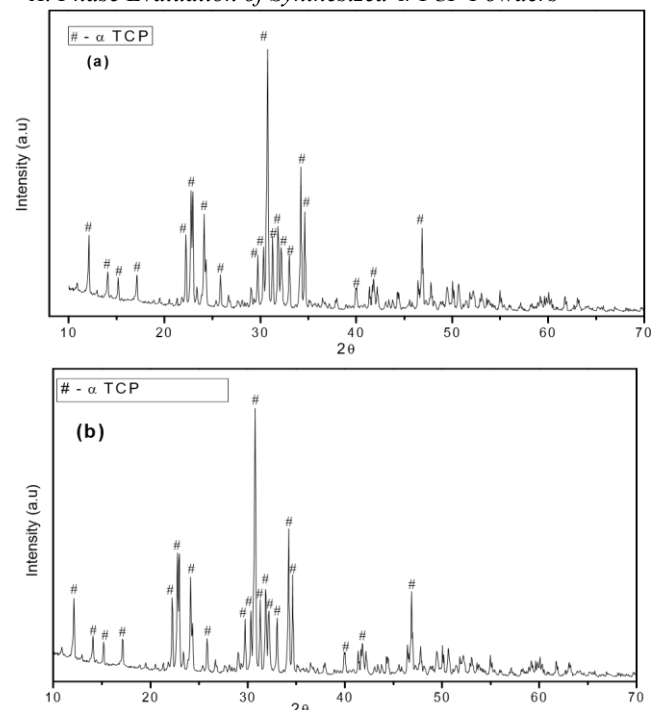 A. Phase Evaluation of Synthesized α TCP Powders
# - α TCP
(a)
# # # # # # # # # # # # # # # # # # # #
Intensity (a.u)
10 20 30 40 50 60 70
2θ
# - α TCP
(b)
# # # # # # # # # # # # # # # # # # # #
Intensity (a.u)
10 20 30 40 50 60 70
2θ